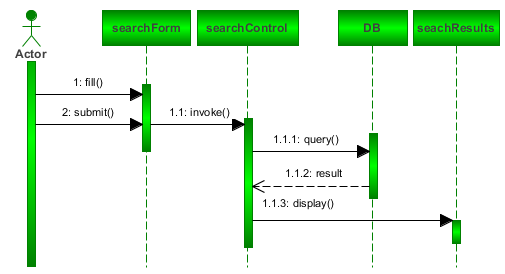 searchForm
searchControl
DB
seachResults
Actor
1: fill()
2: submit()
1.1: invoke()
1.1.1: query()
1.1.2: result
1.1.3: display()